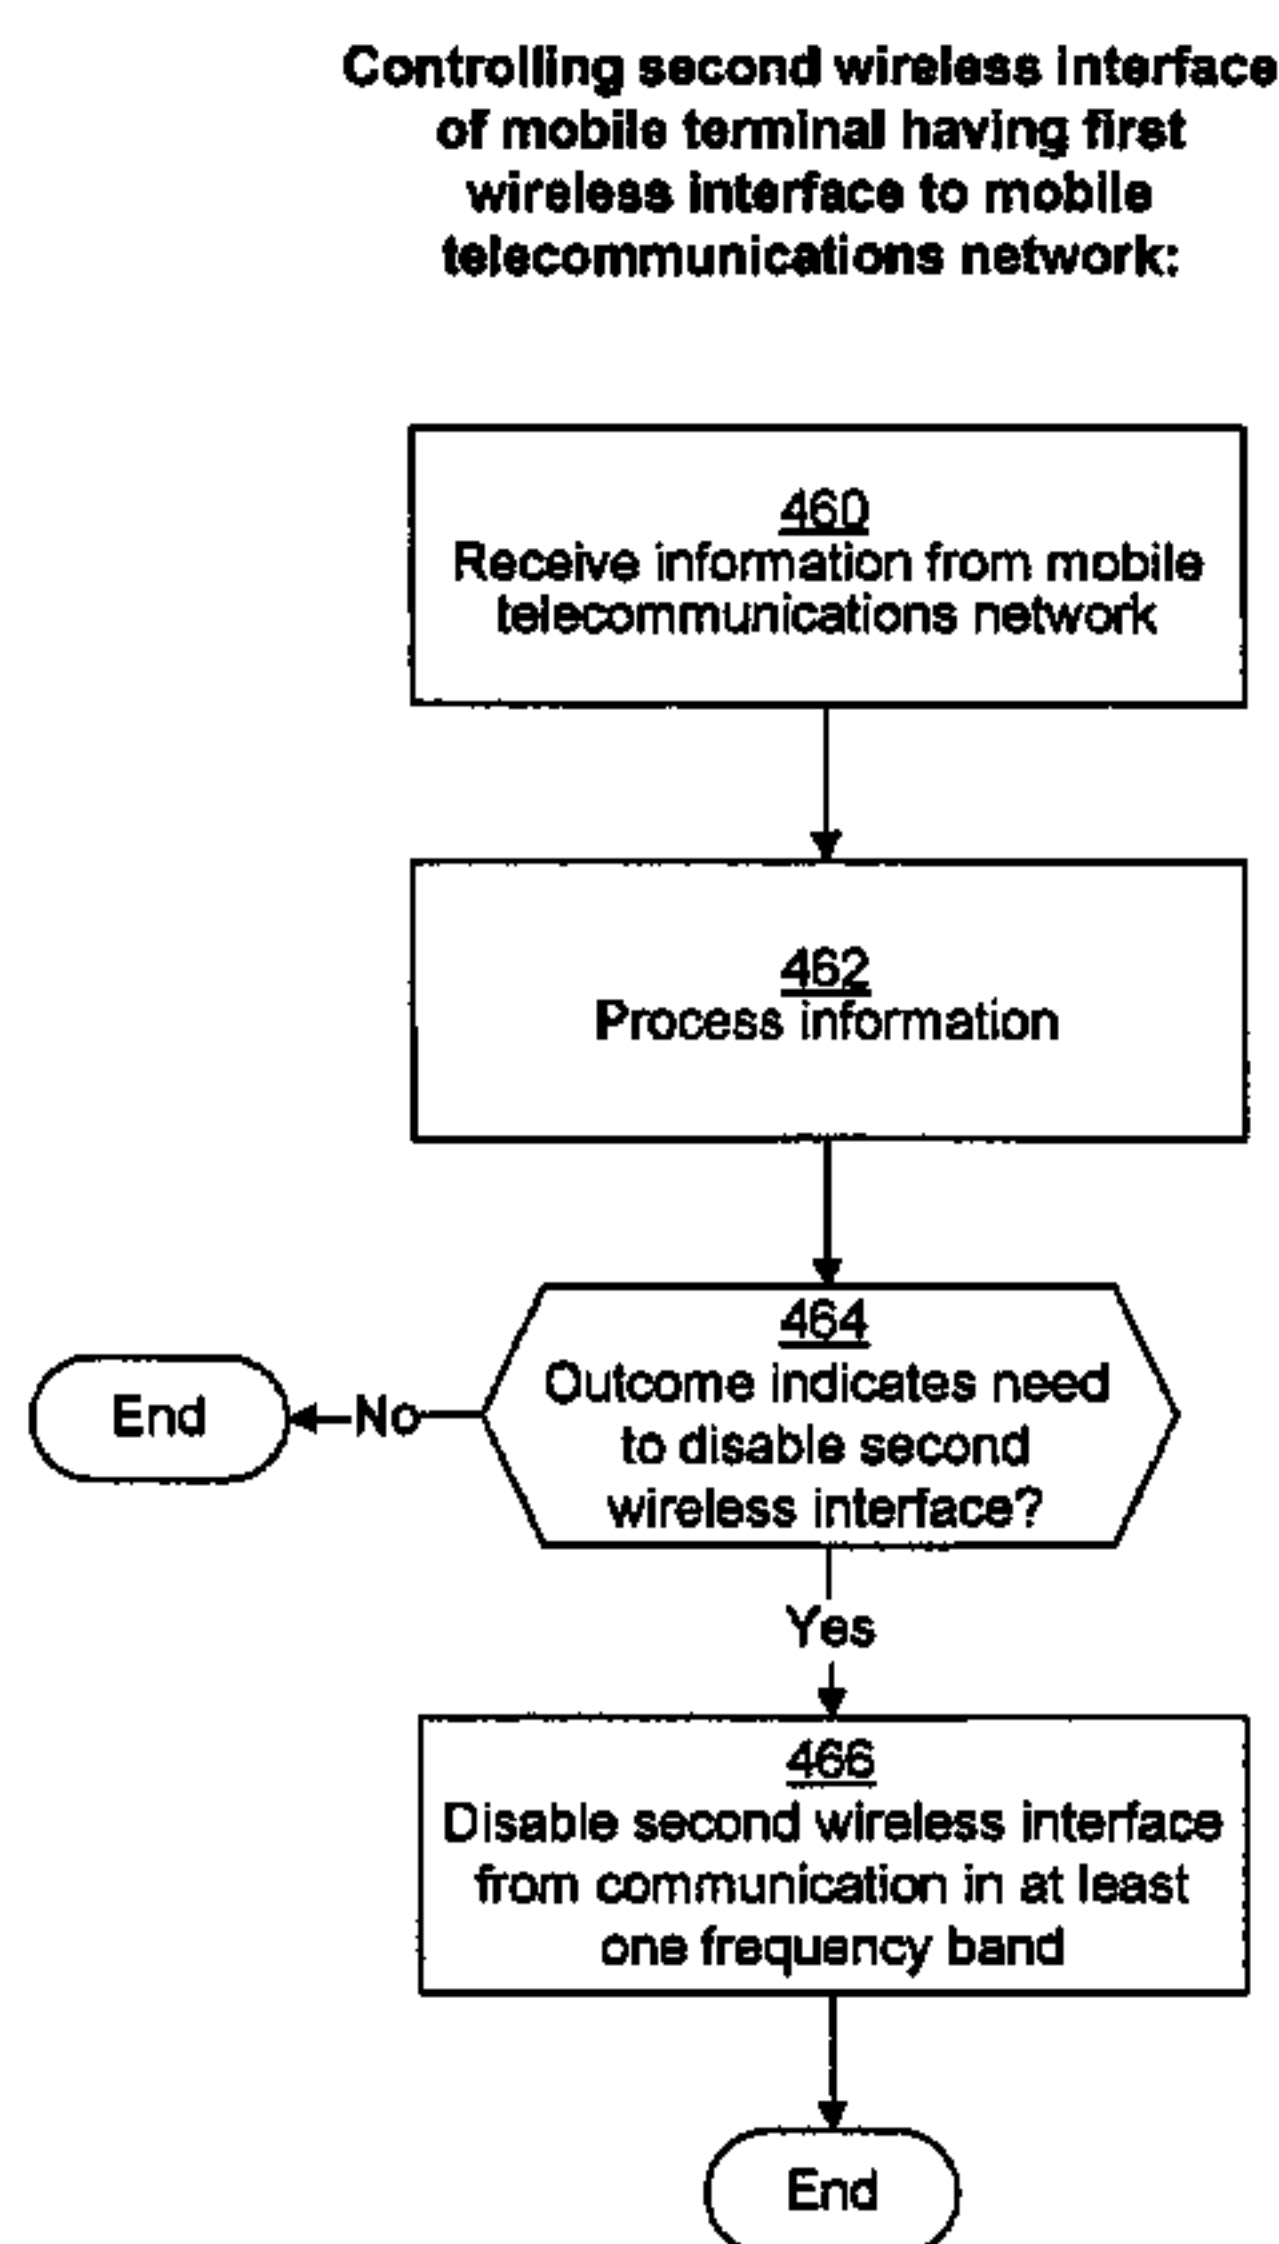 Controlling second wireless interface
of mobile terminal having first
wireless interface to mobile
telecommunications network:
460
Receive information from mobile
telecommunications network
462
Process information
464
Outcome indicates need
to disable second
wireless interface?
End
No
Yes
466
Disable second wireless interface
from communication in at least
one frequency band
End